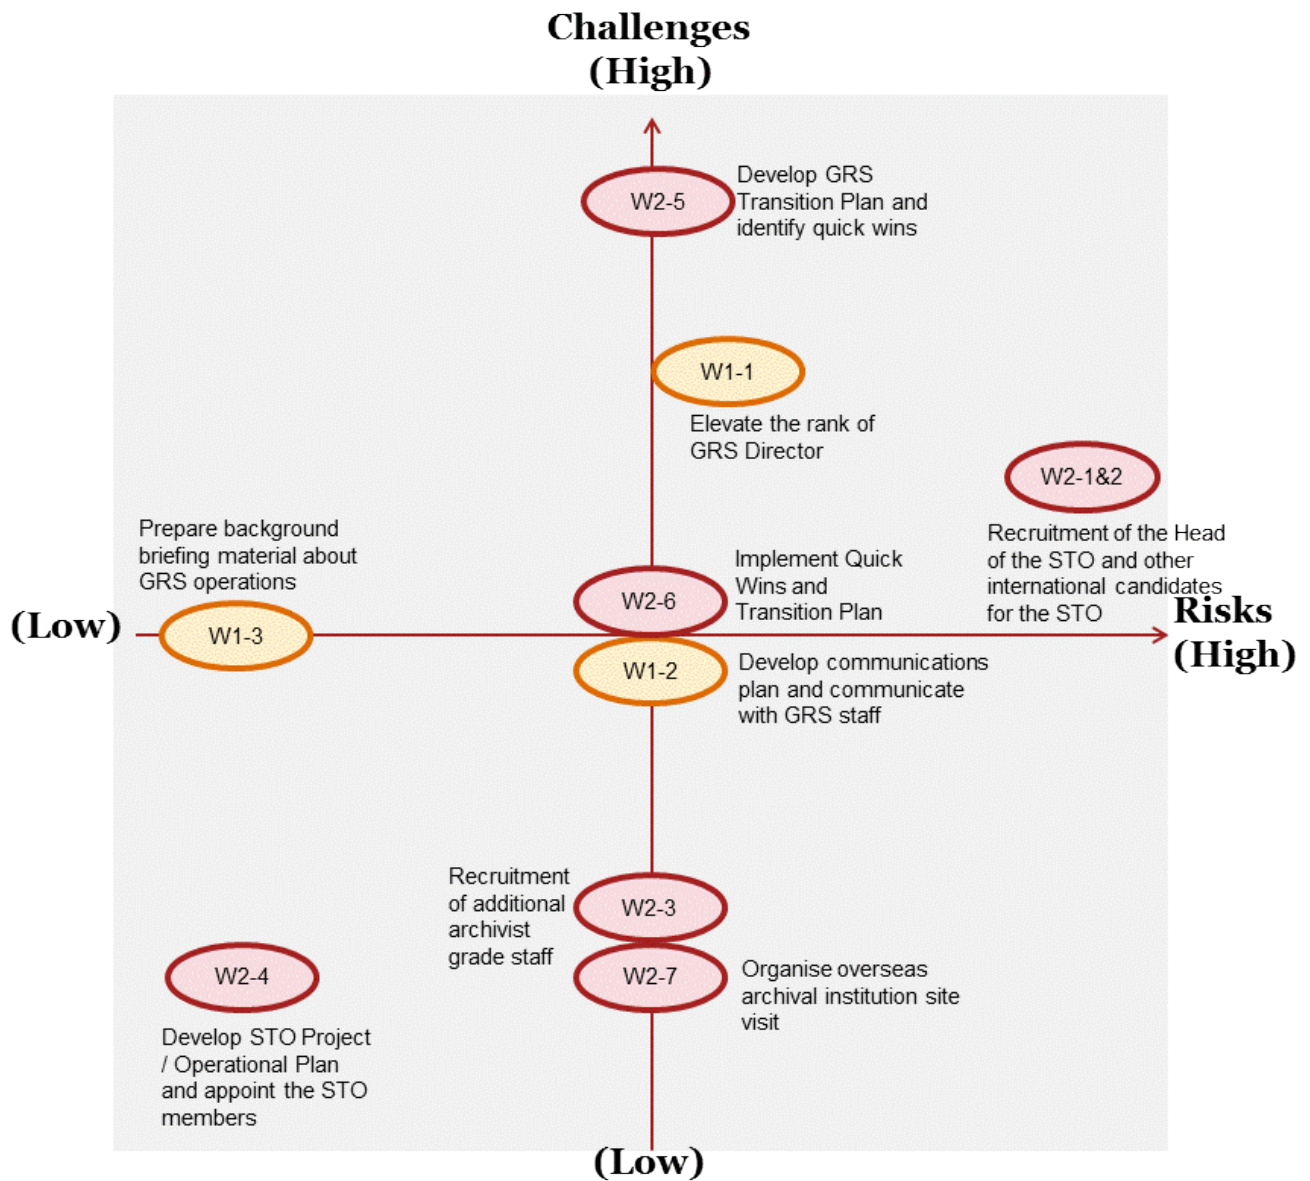 Challenges
(High)
W2-5
Develop GRS
Transition Plan and
identify quick wins
W1-1
Elevate the rank of
GRS Director
W2-1&2
Recruitment of the Head
of the STO and other
international candidates
for the STO
Prepare background
briefing material about
GRS operations
Implement Quick
Wins and
Transition Plan
W2-6
(Low)
W1-3
Risks
(High)
W1-2
Develop communications
plan and communicate
with GRS staff
Recruitment
of additional
archivist
grade staff
W2-3
W2-4
W2-7
Organise overseas
archival institution site
visit
Develop STO Project
/ Operational Plan
and appoint the STO
members
(Low)